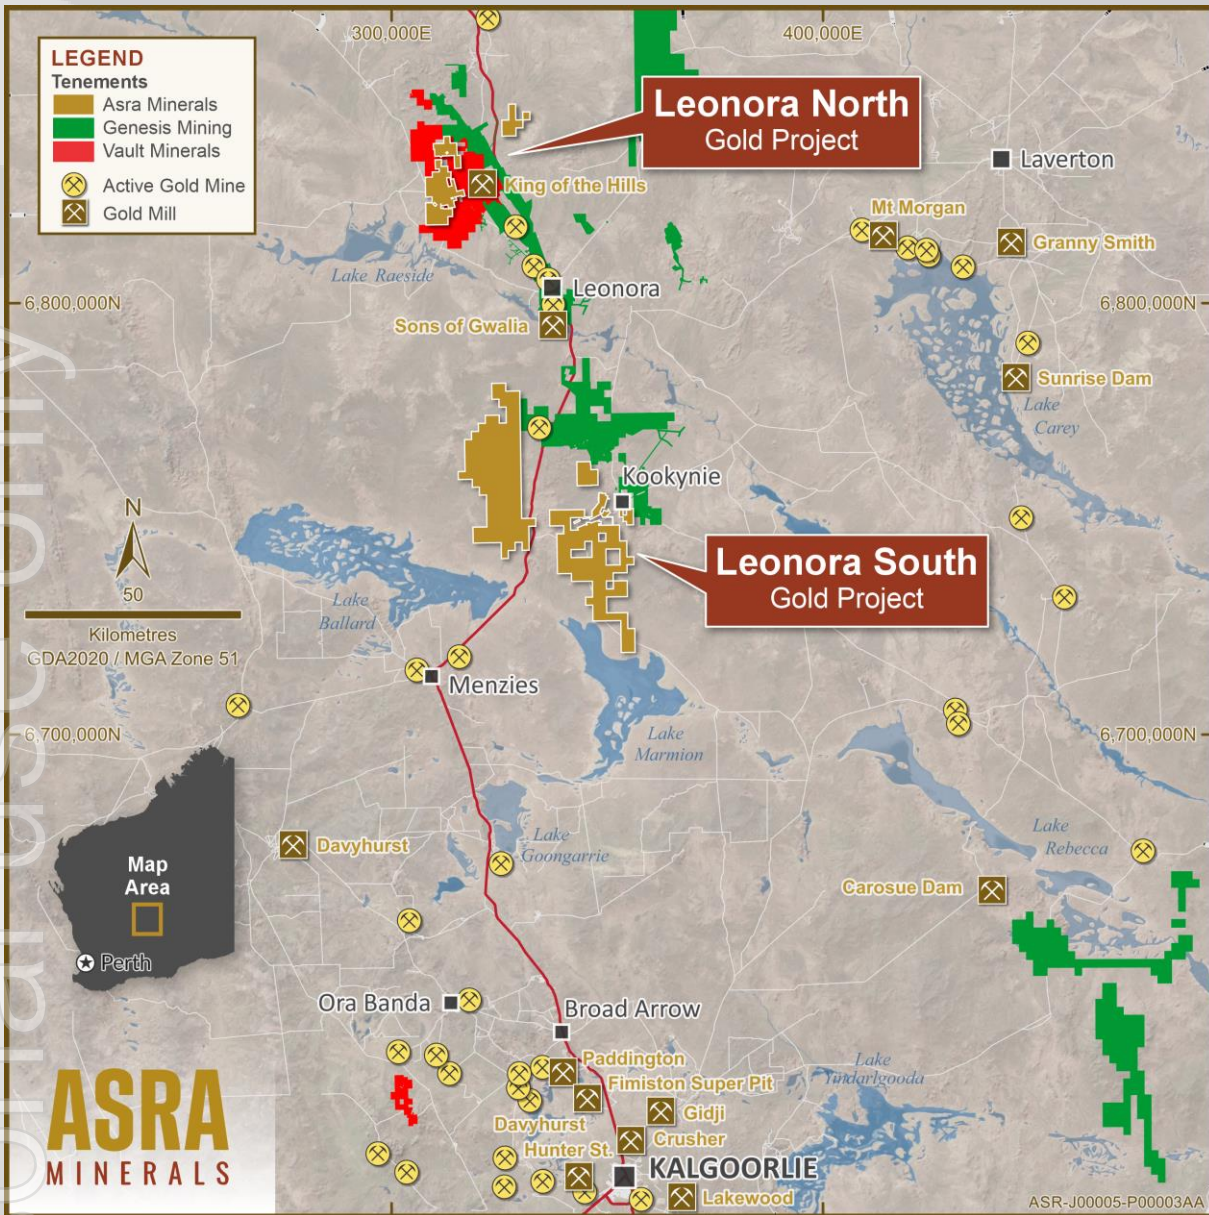 300,000E
400,000E
LEGEND
Tenements
Asra Minerals
Genesis Mining
Vault Minerals
Active Gold Mine
Gold Mill
Leonora North
Gold Project
Laverton
King of the Hills
Mt Morgan
Granny Smith
Lake Raeside
Leonora
6,800,000N
6,800,000N
Sons of Gwalia
Sunrise Dam
Lake
Carey
Kookynie
N
50
Kilometres
GDA2020 / MGA Zone 51
Leonora South
Gold Project
Lake
Ballard
Menzies
6,700,000N
6,700,000N
Lake
Marmion
Map
Area
Perth
Davyhurst
Lake
Goongarrie
Lake
Rebecca
Carosue Dam
Ora Banda
Broad Arrow
Paddington
Fimiston Super Pit
Lake
Yindarlgooda
Davyhurst
Gidji
Crusher
Hunter St.
KALGOORLIE
Lakewood
ASRA
MINERALS
ASR-J00005-P00003AA